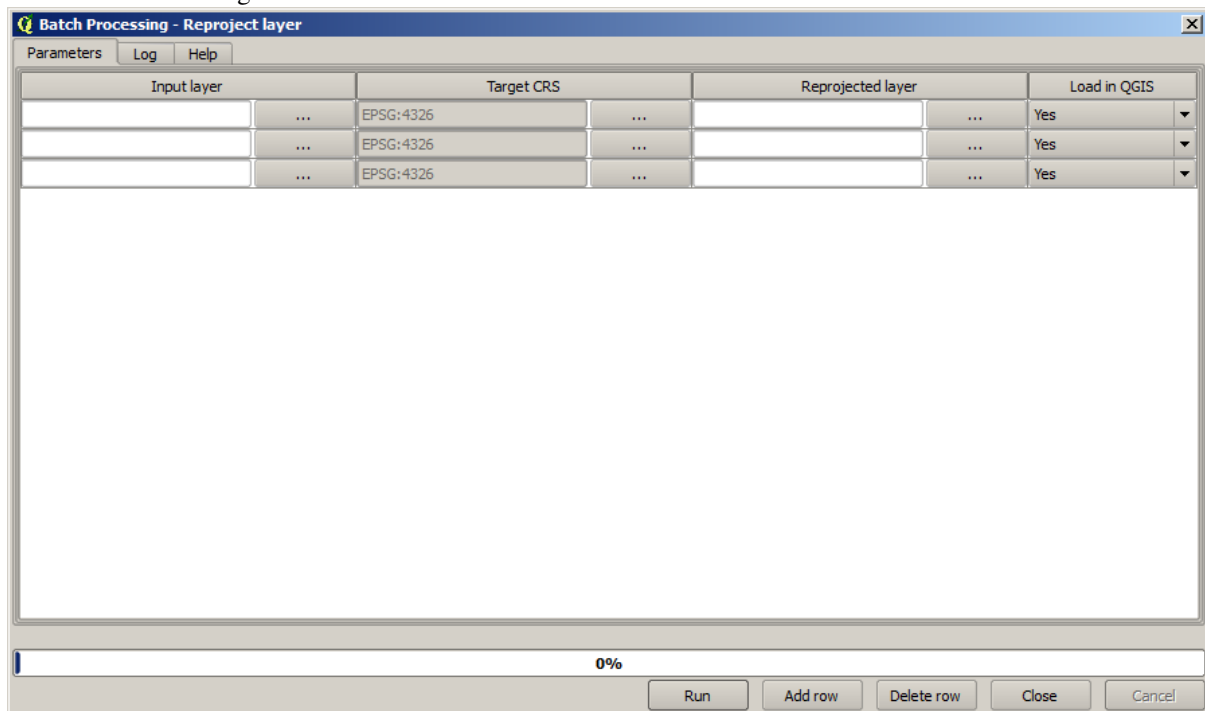 Batch Processing - Reproject layer
Parameters Log Help
Input layer Target CRS Reprojected layer Load in QGIS
... EPSG:4326 ... ... Yes
... EPSG:4326 ... ... Yes
... EPSG:4326 ... ... Yes
0%
Run Add row Delete row Close Cancel